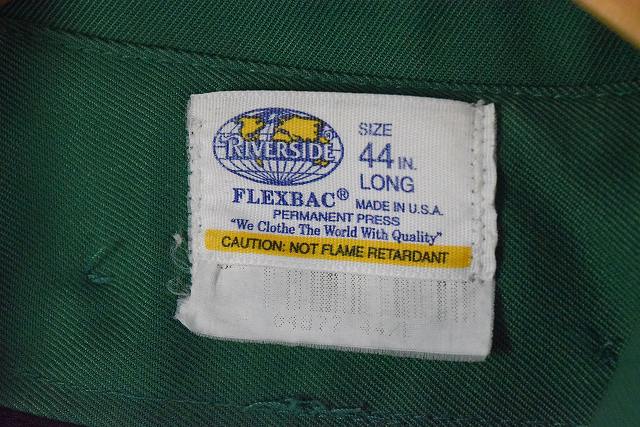 RIVERSIDE®
SIZE
44 IN.
LONG
FLEXBAC®
MADE IN U.S.A.
PERMANENT PRESS
"We Clothe The World With Quality"
CAUTION: NOT FLAME RETARDANT